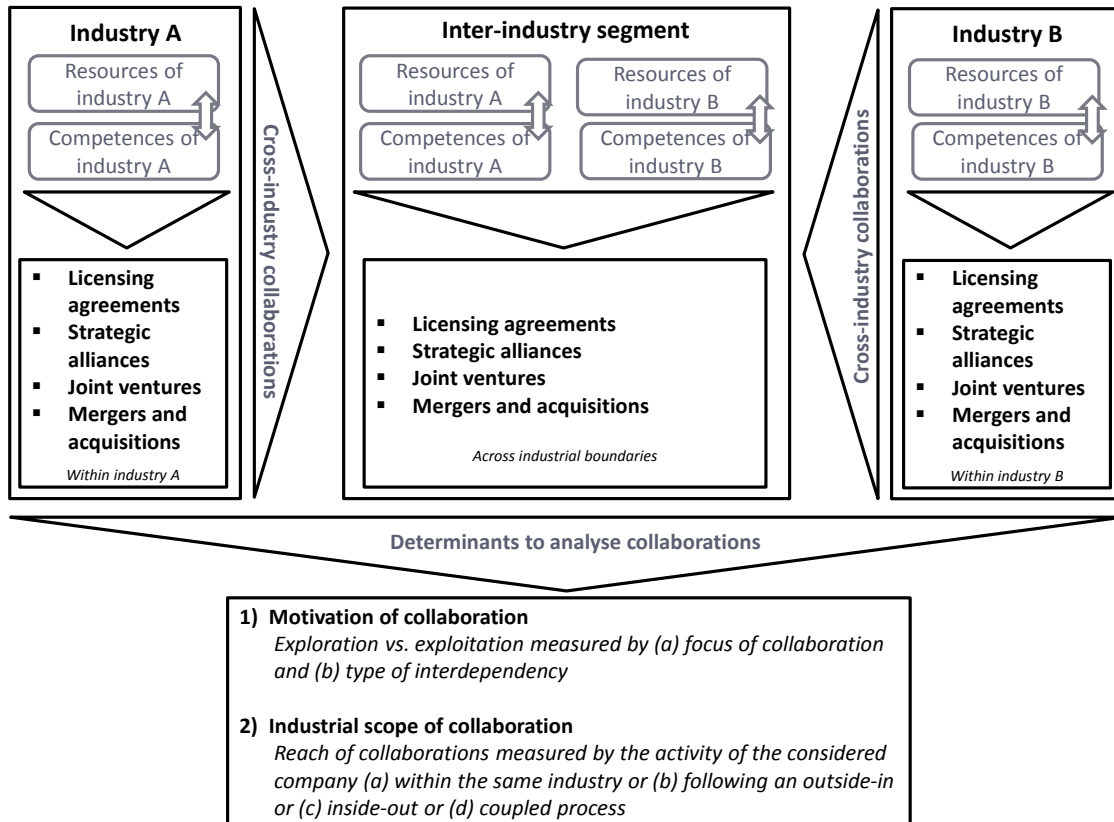 Industry A
Resources of
industry A
Competences of
industry A
▪ Licensing
agreements
▪ Strategic
alliances
▪ Joint ventures
▪ Mergers and
acquisitions
Within industry A
Cross-industry collaborations
Inter-industry segment
Resources of
industry A
Competences of
industry A
Resources of
industry B
Competences of
industry B
▪ Licensing agreements
▪ Strategic alliances
▪ Joint ventures
▪ Mergers and acquisitions
Across industrial boundaries
Cross-industry collaborations
Industry B
Resources of
industry B
Competences of
industry B
▪ Licensing
agreements
▪ Strategic
alliances
▪ Joint ventures
▪ Mergers and
acquisitions
Within industry B
Determinants to analyse collaborations
1) Motivation of collaboration
Exploration vs. exploitation measured by (a) focus of collaboration
and (b) type of interdependency
2) Industrial scope of collaboration
Reach of collaborations measured by the activity of the considered
company (a) within the same industry or (b) following an outside-in
or (c) inside-out or (d) coupled process